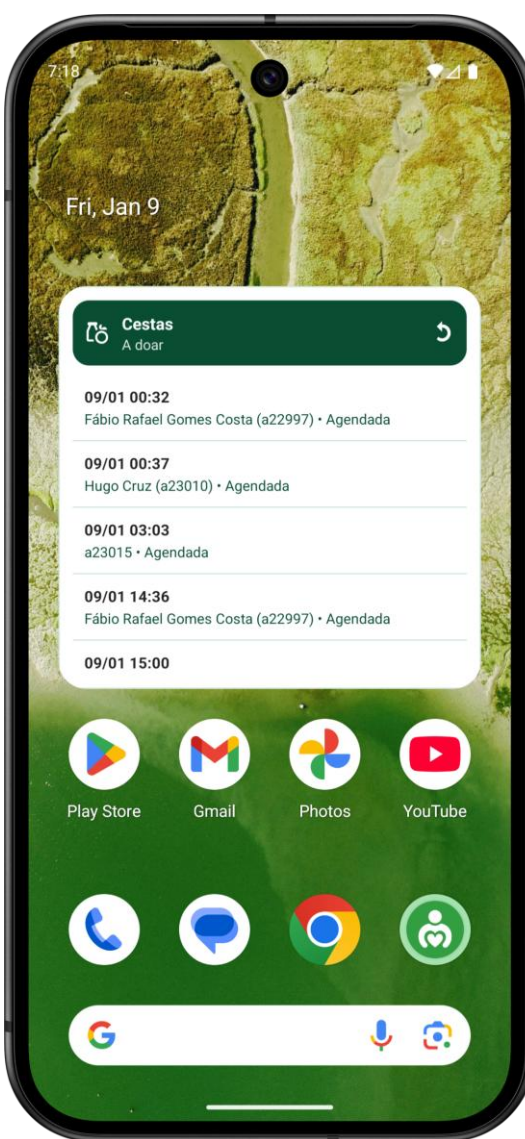 7:18
Fri, Jan 9
Cestas
A doar
09/01 00:32
Fábio Rafael Gomes Costa (a22997) • Agendada
09/01 00:37
Hugo Cruz (a23010) • Agendada
09/01 03:03
a23015 • Agendada
09/01 14:36
Fábio Rafael Gomes Costa (a22997) • Agendada
09/01 15:00
Play Store Gmail Photos YouTube
G